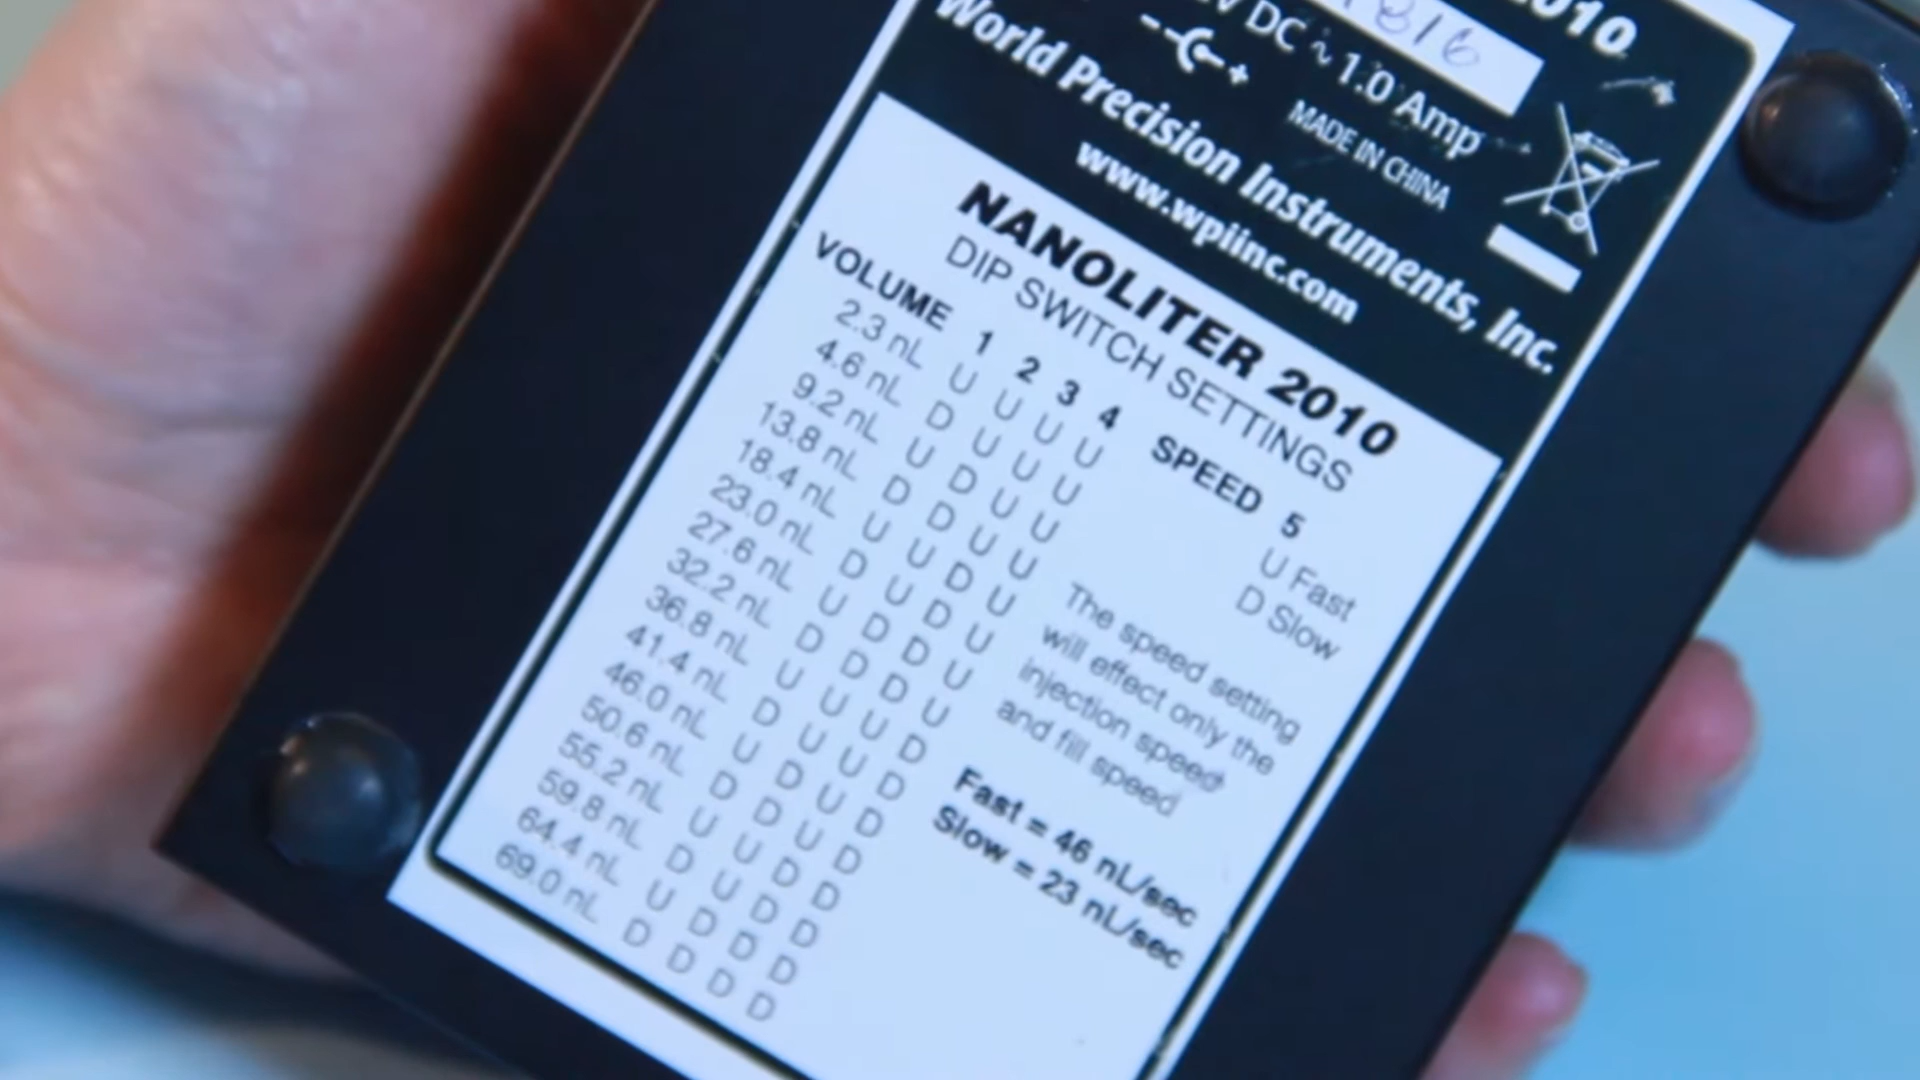 2010
V DC ~ 1.0 Amp
MADE IN CHINA
World Precision Instruments, Inc.
www.wpiinc.com
NANOLITER 2010
DIP SWITCH SETTINGS
VOLUME 1 2 3 4 SPEED 5
2.3 nL U U U U U Fast
4.6 nL D U U U D Slow
9.2 nL U D U U
13.8 nL D D U U
18.4 nL U U D U
23.0 nL D U D U
27.6 nL U D D U
32.2 nL D D D U
36.8 nL U U U D
41.4 nL D U U D
46.0 nL U D U D
50.6 nL D D U D
55.2 nL U U D D
59.8 nL D U D D
64.4 nL U D D D
69.0 nL D D D D
The speed setting
will effect only the
injection speed
and fill speed
Fast = 46 nL/sec
Slow = 23 nL/sec